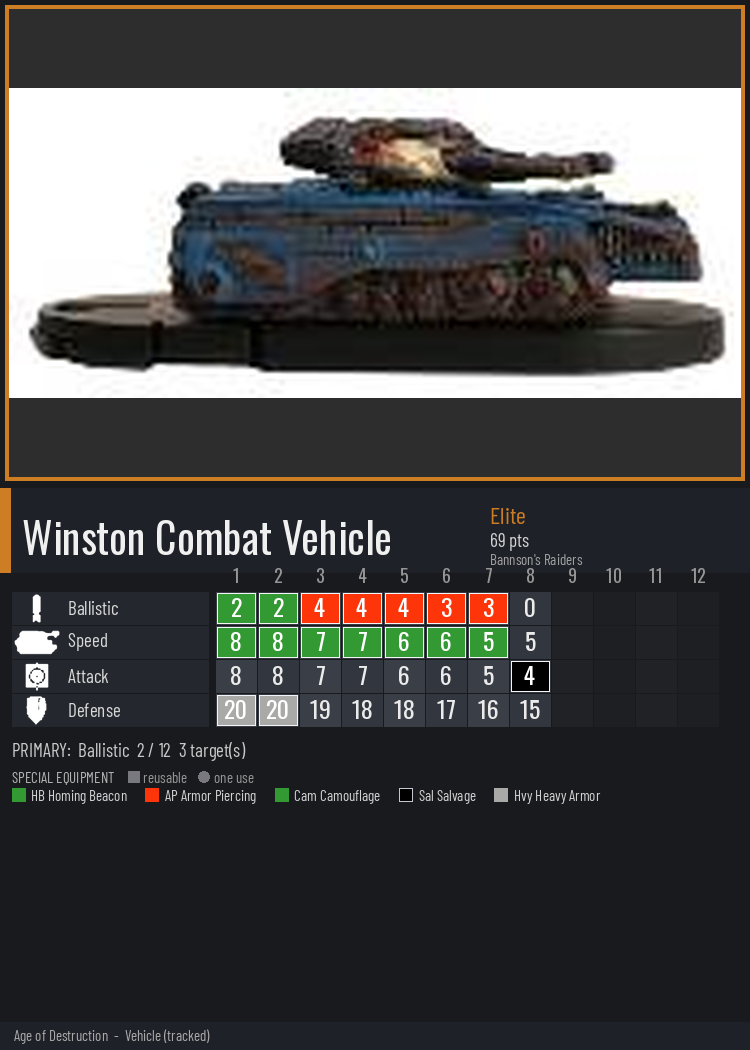 Winston Combat Vehicle
Elite
69 pts
Bannson's Raiders
1 2 3 4 5 6 7 8 9 10 11 12
Ballistic 2 2 4 4 4 3 3 0
Speed 8 8 7 7 6 6 5 5
Attack 8 8 7 7 6 6 5 4
Defense 20 20 19 18 18 17 16 15
PRIMARY: Ballistic 2 / 12 3 target(s)
SPECIAL EQUIPMENT reusable one use
HB Homing Beacon AP Armor Piercing Cam Camouflage Sal Salvage Hvy Heavy Armor
Age of Destruction - Vehicle (tracked)